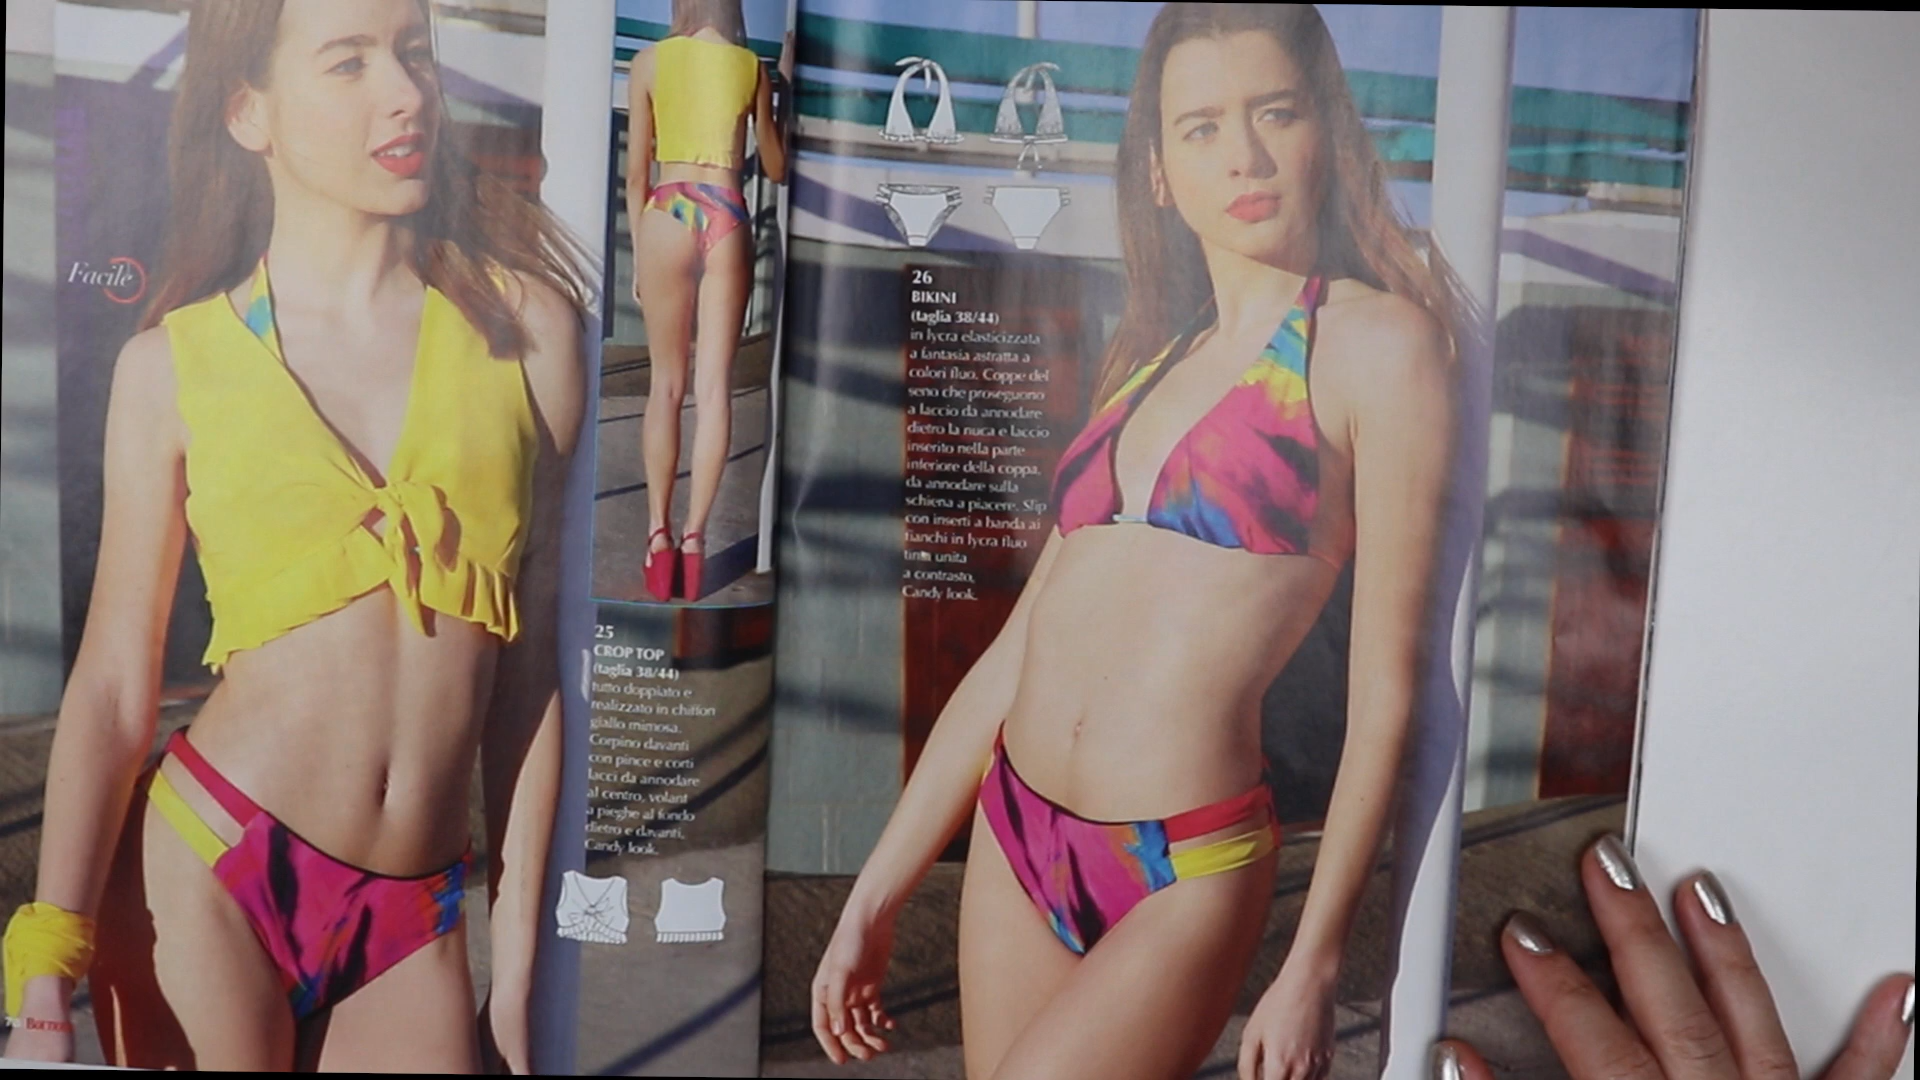 Facile
25
CROP TOP
(taglia 38/44)
tutto doppiato e
realizzato in chiffon
giallo mimosa.
Corpino davanti
con pince e corti
lacci da annodare
al centro, volant
a pieghe al fondo
dietro e davanti.
Candy look.
26
BIKINI
(taglia 38/44)
in lycra elasticizzata
a fantasia astratta a
colori fluo. Coppe del
seno che proseguono
a laccio da annodare
dietro la nuca e laccio
inserito nella parte
inferiore della coppa,
da annodare sulla
schiena a piacere. Slip
con inserti a banda ai
fianchi in lycra fluo
tinta unita
a contrasto.
Candy look.